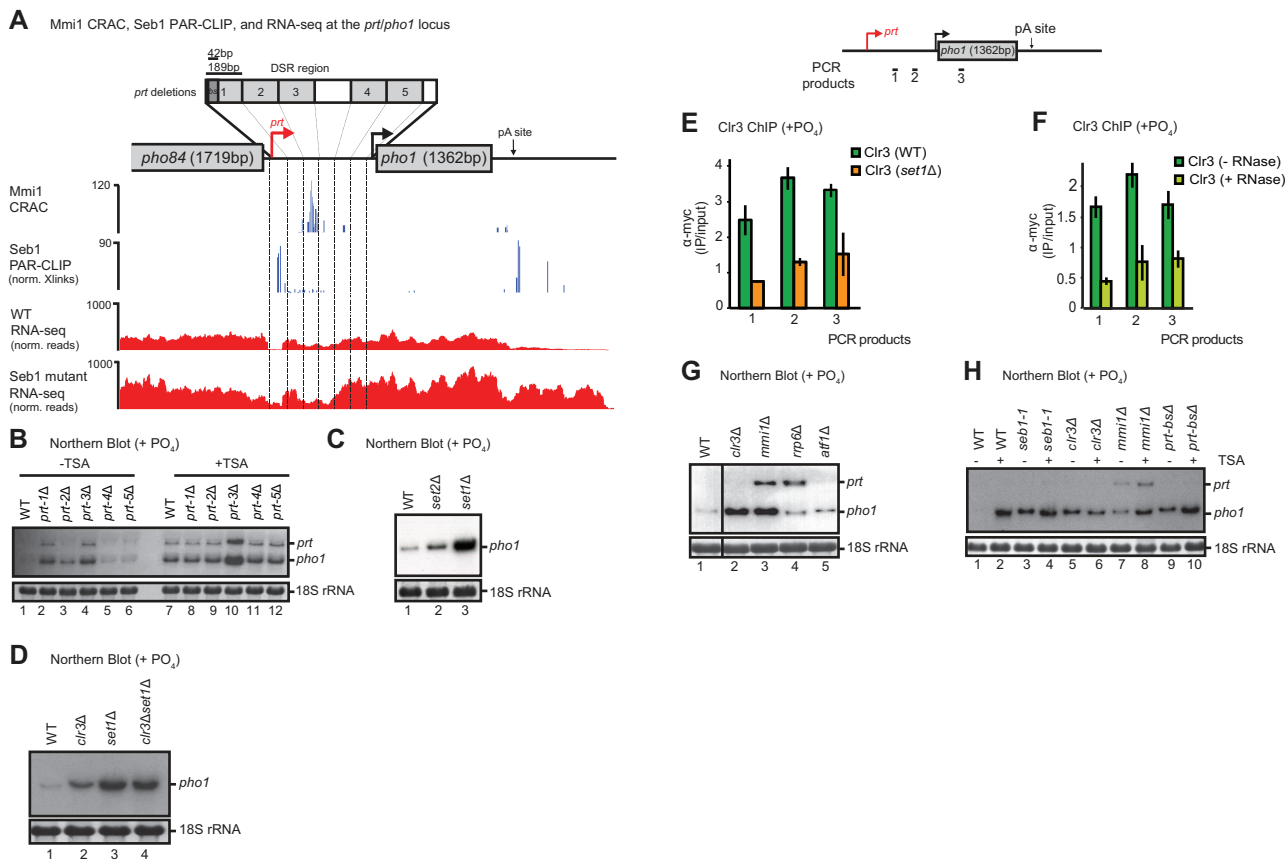 A Mmi1 CRAC, Seb1 PAR-CLIP, and RNA-seq at the prt/pho1 locus
42bp
189bp
DSR region
prt deletions
bs 1 2 3 4 5
prt
pA site
pho84 (1719bp)
pho1 (1362bp)
Mmi1
CRAC
120
Seb1
PAR-CLIP
(norm. Xlinks)
90
WT
RNA-seq
(norm. reads)
1000
Seb1 mutant
RNA-seq
(norm. reads)
1000
B Northern Blot (+ PO4)
-TSA +TSA
WT prt-1Δ prt-2Δ prt-3Δ prt-4Δ prt-5Δ WT prt-1Δ prt-2Δ prt-3Δ prt-4Δ prt-5Δ
prt
pho1
18S rRNA
1 2 3 4 5 6 7 8 9 10 11 12
C Northern Blot (+ PO4)
WT set2Δ set1Δ
pho1
18S rRNA
1 2 3
D Northern Blot (+ PO4)
WT clr3Δ set1Δ clr3Δset1Δ
pho1
18S rRNA
1 2 3 4
prt
pA site
pho1 (1362bp)
PCR
products
1 2 3
E Clr3 ChIP (+PO4)
Clr3 (WT)
Clr3 (set1Δ)
α-myc
(IP/input)
4
2
0
1 2 3
PCR products
F Clr3 ChIP (+PO4)
Clr3 (- RNase)
Clr3 (+ RNase)
α-myc
(IP/input)
2
1.5
1
0.5
0
1 2 3
PCR products
G Northern Blot (+ PO4)
WT clr3Δ mmi1Δ rrp6Δ atf1Δ
prt
pho1
18S rRNA
1 2 3 4 5
H Northern Blot (+ PO4)
WT WT seb1-1 seb1-1 clr3Δ clr3Δ mmi1Δ mmi1Δ prt-bsΔ prt-bsΔ
- + - + - + - + - + TSA
prt
pho1
18S rRNA
1 2 3 4 5 6 7 8 9 10